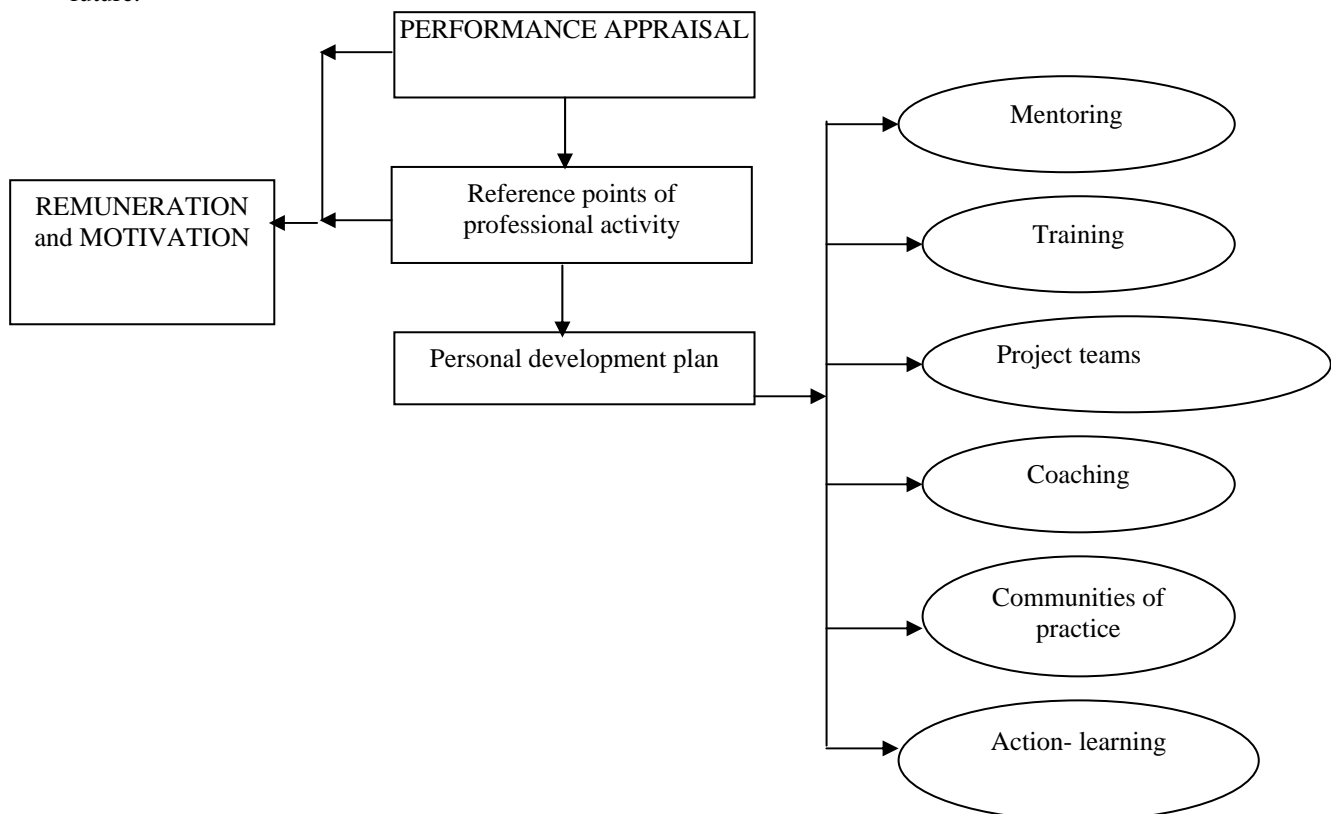 future.
PERFORMANCE APPRAISAL
Reference points of
professional activity
REMUNERATION
and MOTIVATION
Personal development plan
Mentoring
Training
Project teams
Coaching
Communities of
practice
Action- learning